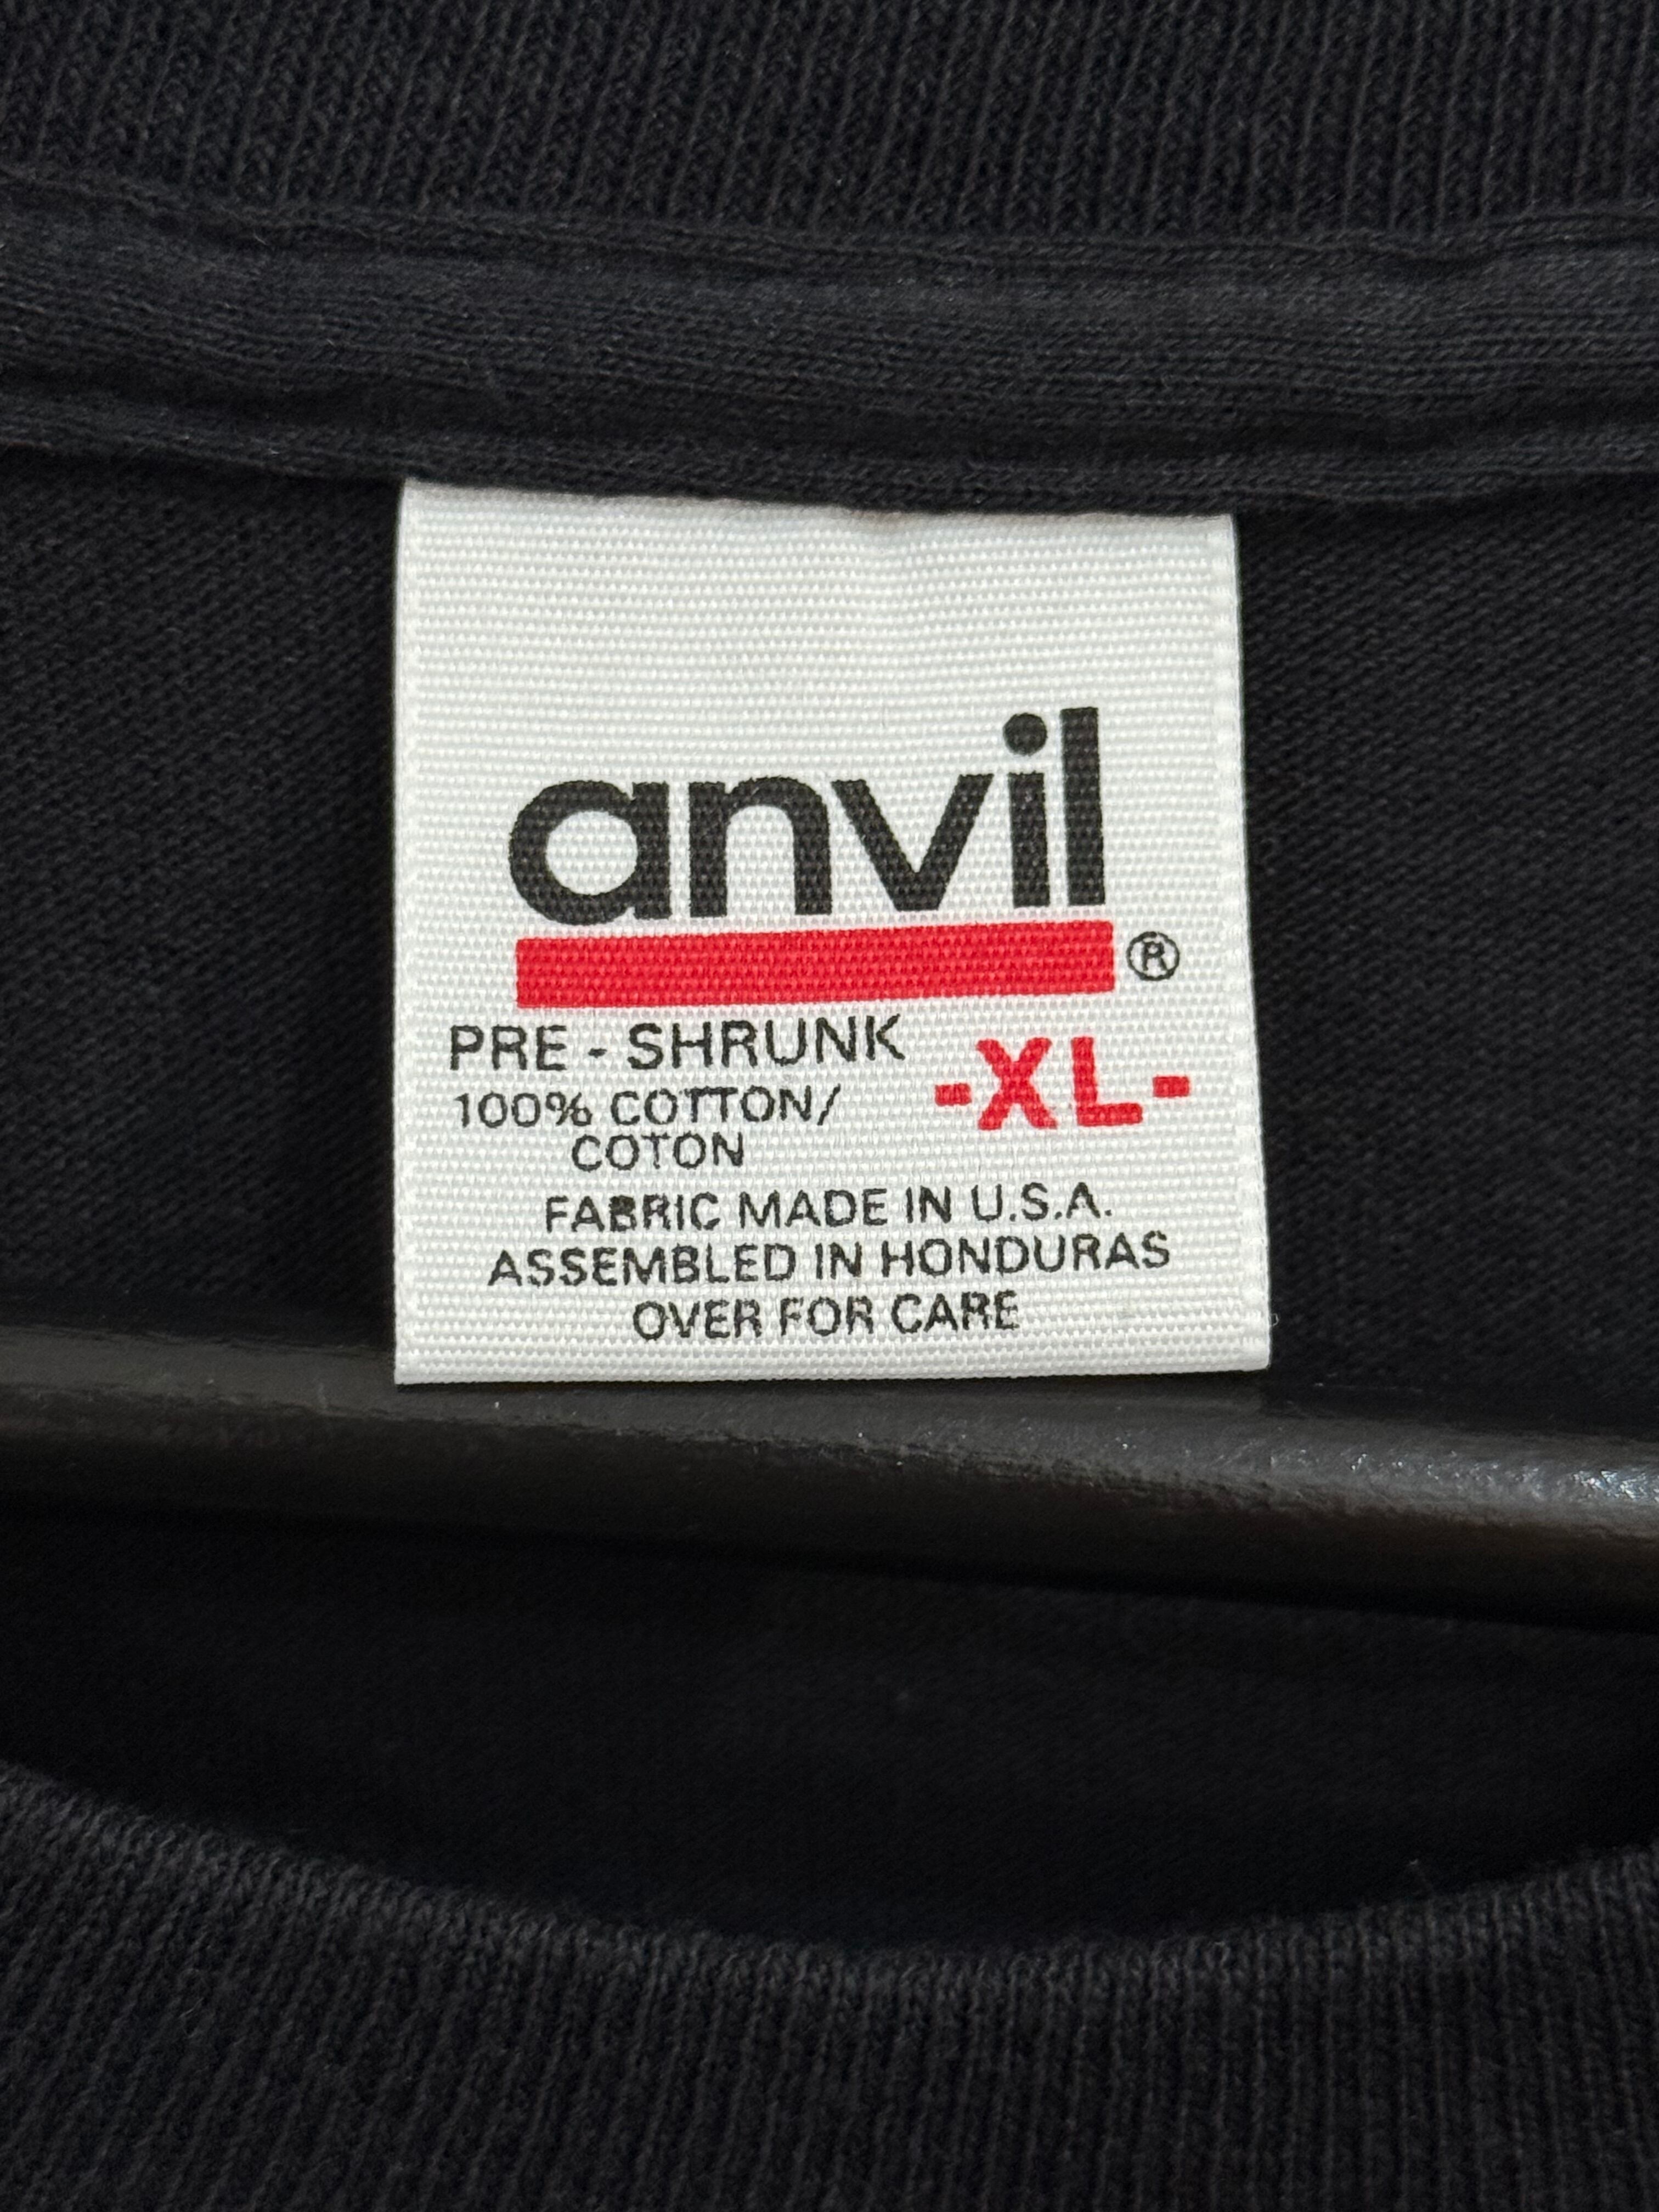 anvil ®
PRE - SHRUNK
-XL-
100% COTTON/
COTON
FABRIC MADE IN U.S.A.
ASSEMBLED IN HONDURAS
OVER FOR CARE